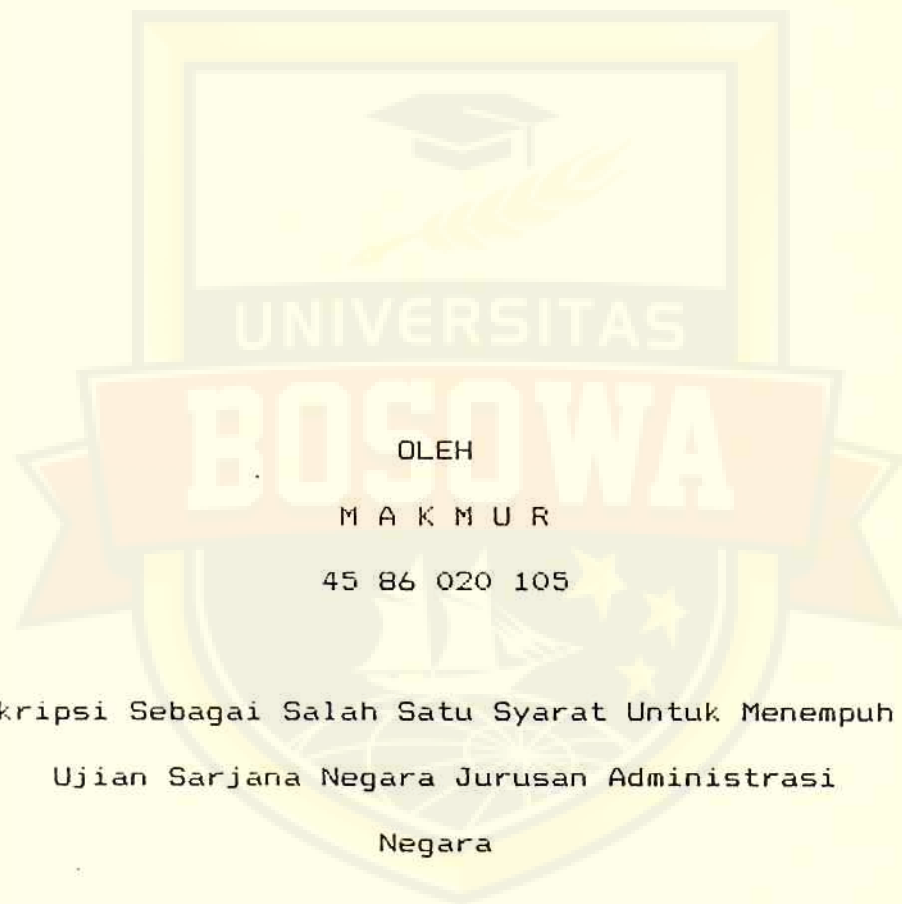 UNIVERSITAS
BOSOWA
OLEH
M A K M U R
45 86 020 105
kripsi Sebagai Salah Satu Syarat Untuk Menempuh
Ujian Sarjana Negara Jurusan Administrasi
Negara